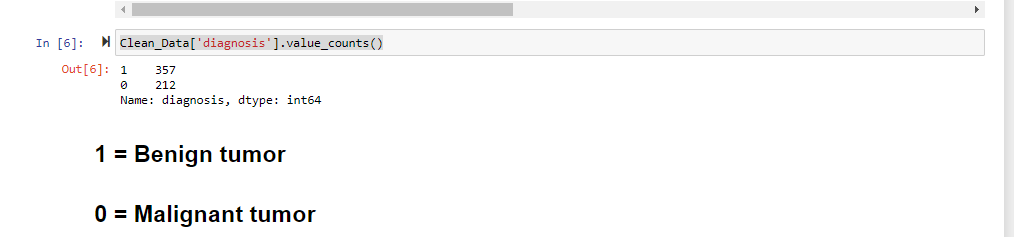 In [6]: Clean_Data['diagnosis'].value_counts()
Out[6]: 1    357
0    212
Name: diagnosis, dtype: int64
1 = Benign tumor
0 = Malignant tumor